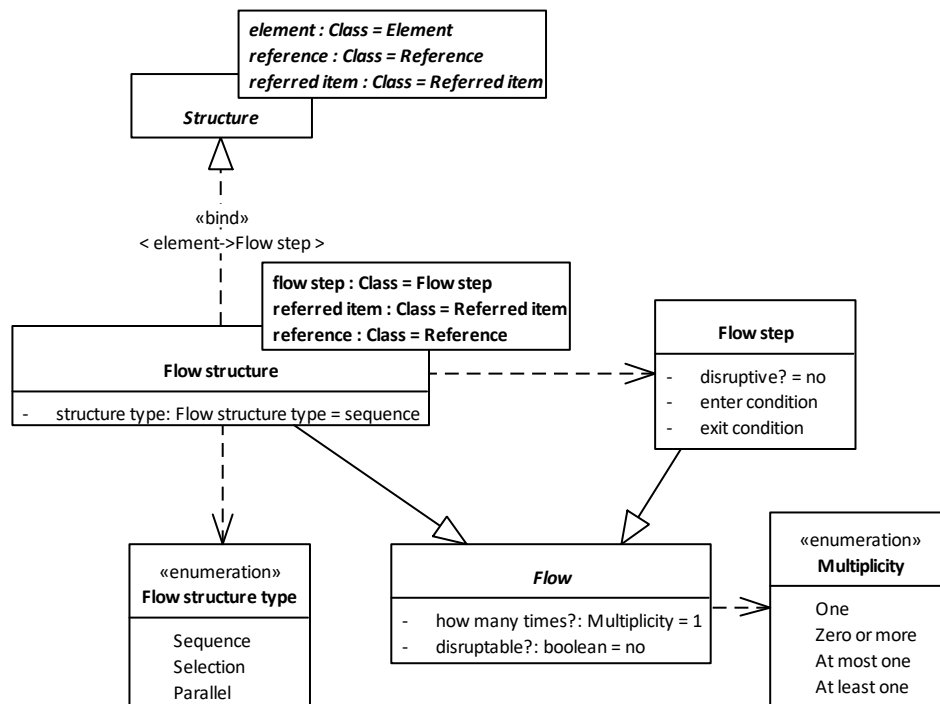 element : Class = Element
reference : Class = Reference
referred item : Class = Referred item
Structure
«bind»
< element->Flow step >
flow step : Class = Flow step
referred item : Class = Referred item
reference : Class = Reference
Flow structure
- structure type: Flow structure type = sequence
Flow step
- disruptive? = no
- enter condition
- exit condition
«enumeration»
Flow structure type
Sequence
Selection
Parallel
Flow
- how many times?: Multiplicity = 1
- disruptable?: boolean = no
«enumeration»
Multiplicity
One
Zero or more
At most one
At least one